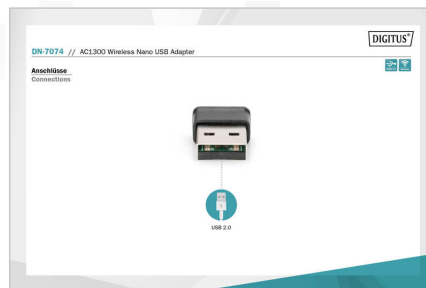 DIGITUS®
DN-7074 // AC1300 Wireless Nano USB Adapter
Anschlüsse
Connections
USB 2.0